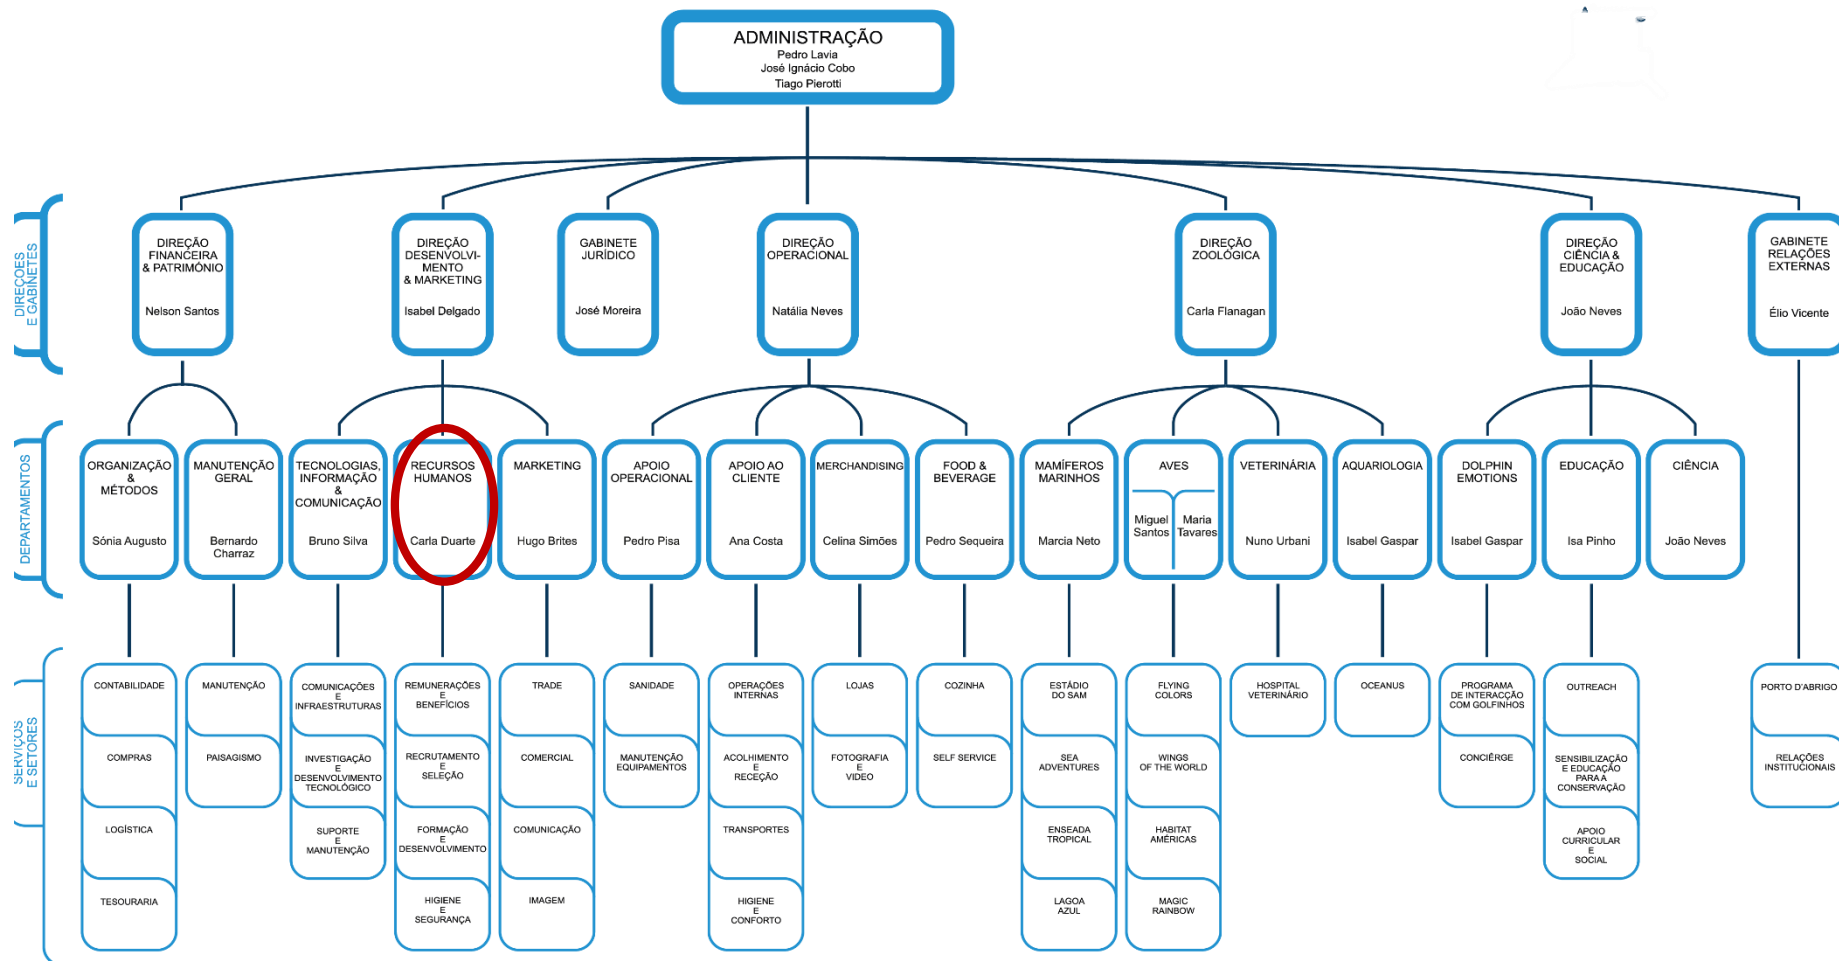 ADMINISTRAÇÃO
Pedro Lavia
José Ignácio Cobo
Tiago Pierotti
DIREÇÕES
E GABINETES
DIREÇÃO
FINANCEIRA
& PATRIMÓNIO
Nelson Santos
DIREÇÃO
DESENVOLVI-
MENTO
& MARKETING
Isabel Delgado
GABINETE
JURÍDICO
José Moreira
DIREÇÃO
OPERACIONAL
Natália Neves
DIREÇÃO
ZOOLÓGICA
Carla Flanagan
DIREÇÃO
CIÊNCIA &
EDUCAÇÃO
João Neves
GABINETE
RELAÇÕES
EXTERNAS
Élio Vicente
DEPARTAMENTOS
ORGANIZAÇÃO
&
MÉTODOS
Sónia Augusto
MANUTENÇÃO
GERAL
Bernardo
Charraz
TECNOLOGIAS,
INFORMAÇÃO
&
COMUNICAÇÃO
Bruno Silva
RECURSOS
HUMANOS
Carla Duarte
MARKETING
Hugo Brites
APOIO
OPERACIONAL
Pedro Pisa
APOIO AO
CLIENTE
Ana Costa
MERCHANDISING
Celina Simões
FOOD &
BEVERAGE
Pedro Sequeira
MAMÍFEROS
MARINHOS
Marcia Neto
AVES
Miguel
Santos
Maria
Tavares
VETERINÁRIA
Nuno Urbani
AQUARIOLOGIA
Isabel Gaspar
DOLPHIN
EMOTIONS
Isabel Gaspar
EDUCAÇÃO
Isa Pinho
CIÊNCIA
João Neves
SERVIÇOS
E SETORES
CONTABILIDADE
COMPRAS
LOGÍSTICA
TESOURARIA
MANUTENÇÃO
PAISAGISMO
COMUNICAÇÕES
E
INFRAESTRUTURAS
INVESTIGAÇÃO
E
DESENVOLVIMENTO
TECNOLÓGICO
SUPORTE
E
MANUTENÇÃO
REMUNERAÇÕES
E
BENEFÍCIOS
RECRUTAMENTO
E
SELEÇÃO
FORMAÇÃO
E
DESENVOLVIMENTO
HIGIENE
E
SEGURANÇA
TRADE
COMERCIAL
COMUNICAÇÃO
IMAGEM
SANIDADE
MANUTENÇÃO
EQUIPAMENTOS
OPERAÇÕES
INTERNAS
ACOLHIMENTO
E
RECEÇÃO
TRANSPORTES
HIGIENE
E
CONFORTO
LOJAS
FOTOGRAFIA
E
VIDEO
COZINHA
SELF SERVICE
ESTÁDIO
DO SAM
SEA
ADVENTURES
ENSEADA
TROPICAL
LAGOA
AZUL
FLYING
COLORS
WINGS
OF THE WORLD
HABITAT
AMÉRICAS
MAGIC
RAINBOW
HOSPITAL
VETERINÁRIO
OCEANUS
PROGRAMA
DE INTERACÇÃO
COM GOLFINHOS
CONCIÊRGE
OUTREACH
SENSIBILIZAÇÃO
E EDUCAÇÃO
PARA A
CONSERVAÇÃO
APOIO
CURRICULAR
E
SOCIAL
PORTO D'ABRIGO
RELAÇÕES
INSTITUCIONAIS